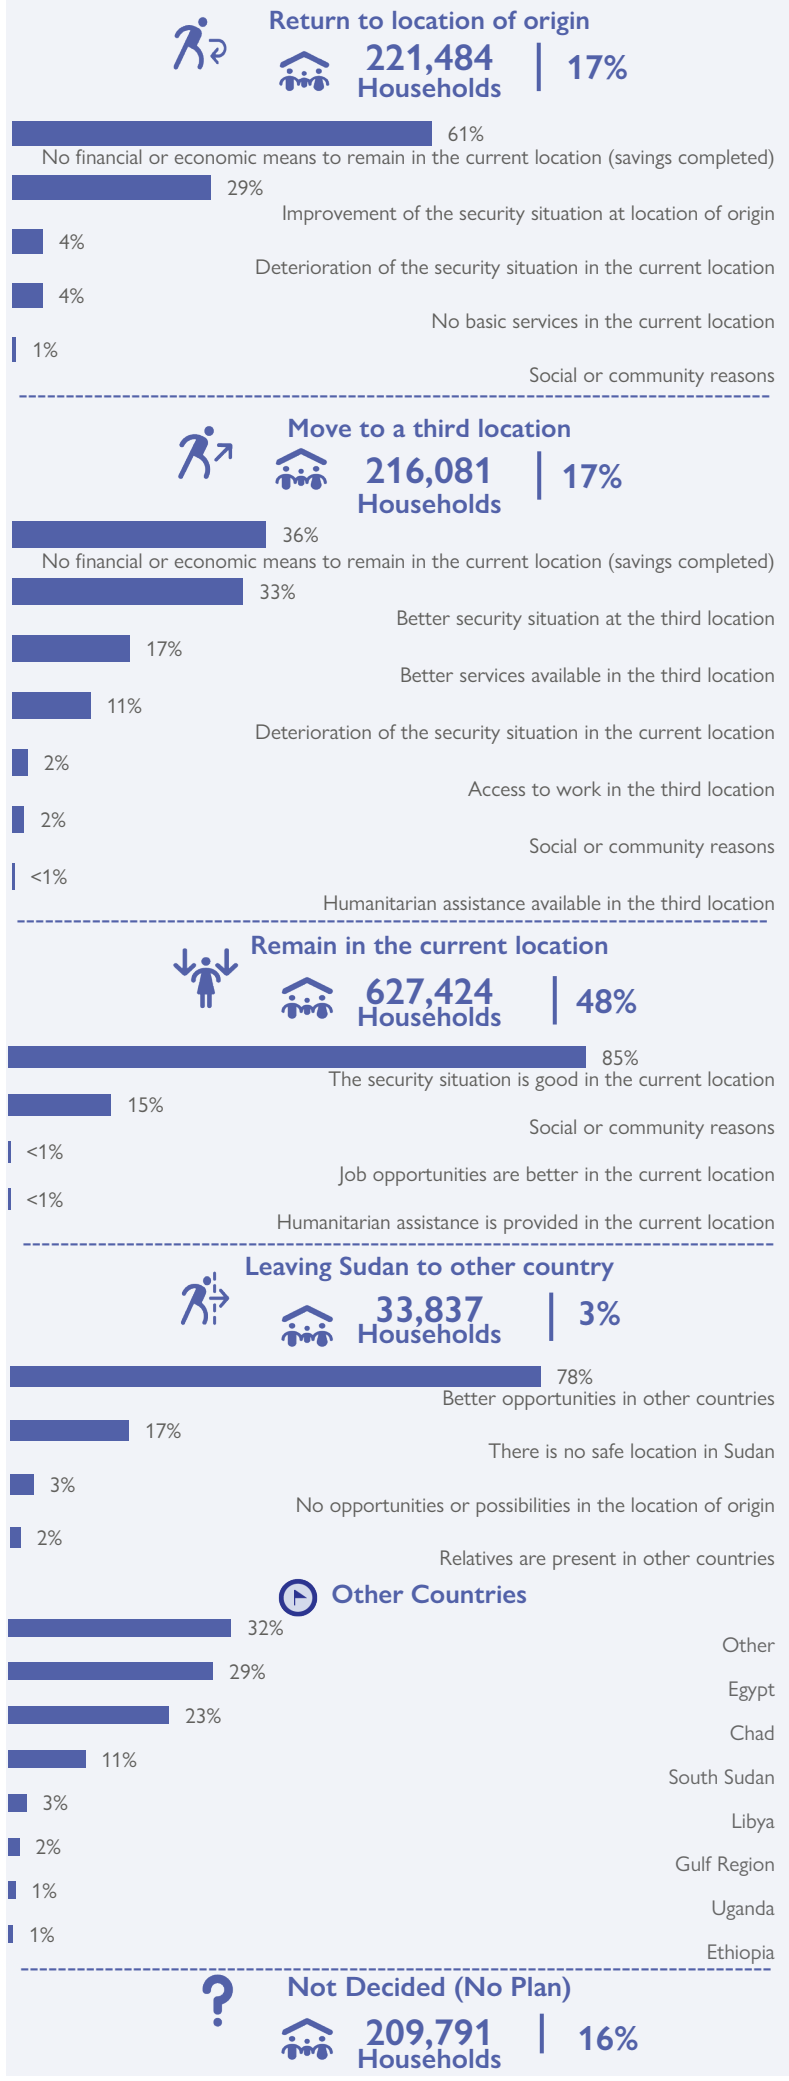 Return to location of origin
221,484
17%
Households
61%
No financial or economic means to remain in the current location (savings completed)
29%
Improvement of the security situation at location of origin
4%
Deterioration of the security situation in the current location
4%
No basic services in the current location
1%
Social or community reasons
Move to a third location
216,081
17%
Households
36%
No financial or economic means to remain in the current location (savings completed)
33%
Better security situation at the third location
17%
Better services available in the third location
11%
Deterioration of the security situation in the current location
2%
Access to work in the third location
2%
Social or community reasons
<1%
Humanitarian assistance available in the third location
Remain in the current location
627,424
48%
Households
85%
The security situation is good in the current location
15%
Social or community reasons
<1%
Job opportunities are better in the current location
<1%
Humanitarian assistance is provided in the current location
Leaving Sudan to other country
33,837
3%
Households
78%
Better opportunities in other countries
17%
There is no safe location in Sudan
3%
No opportunities or possibilities in the location of origin
2%
Relatives are present in other countries
Other Countries
32%
Other
29%
Egypt
23%
Chad
11%
South Sudan
3%
Libya
2%
Gulf Region
1%
Uganda
1%
Ethiopia
Not Decided (No Plan)
209,791
16%
Households